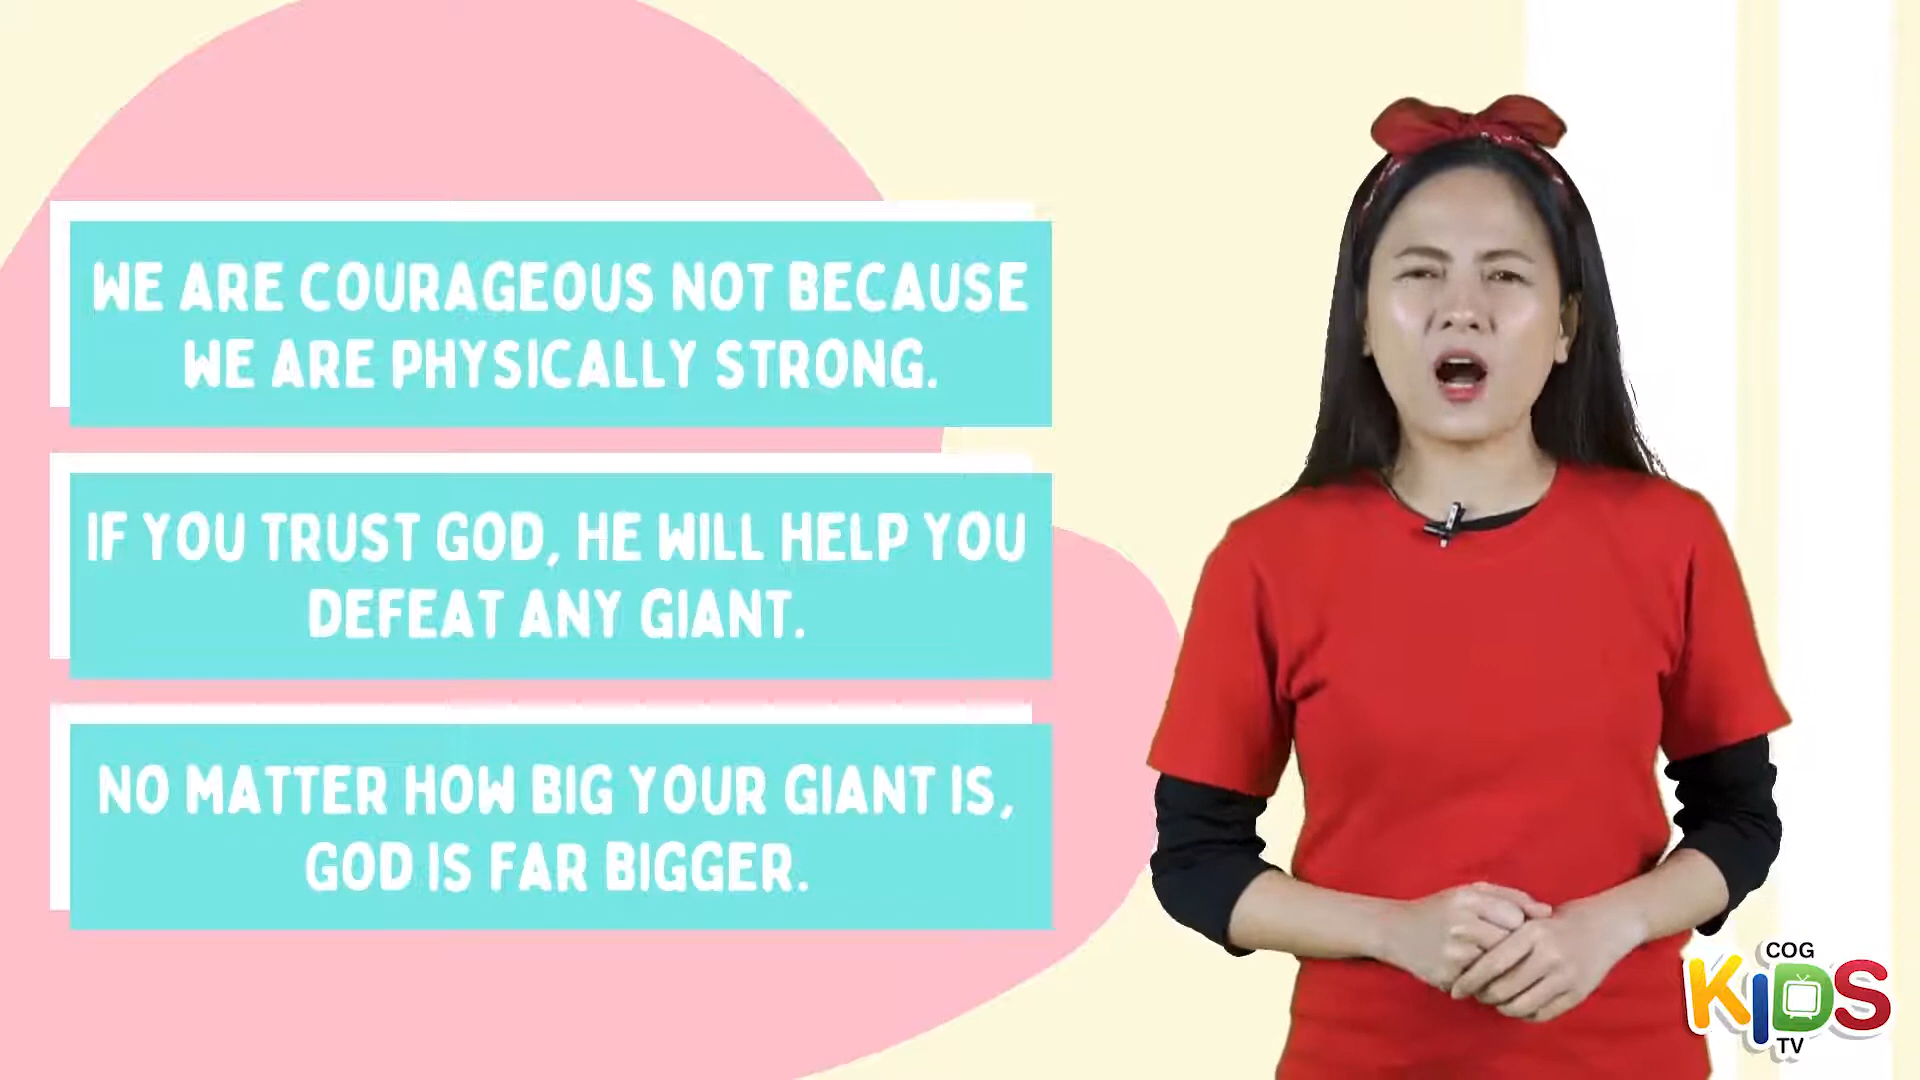 WE ARE COURAGEOUS NOT BECAUSE
WE ARE PHYSICALLY STRONG.
IF YOU TRUST GOD, HE WILL HELP YOU
DEFEAT ANY GIANT.
NO MATTER HOW BIG YOUR GIANT IS,
GOD IS FAR BIGGER.
COG
KIDS
TV